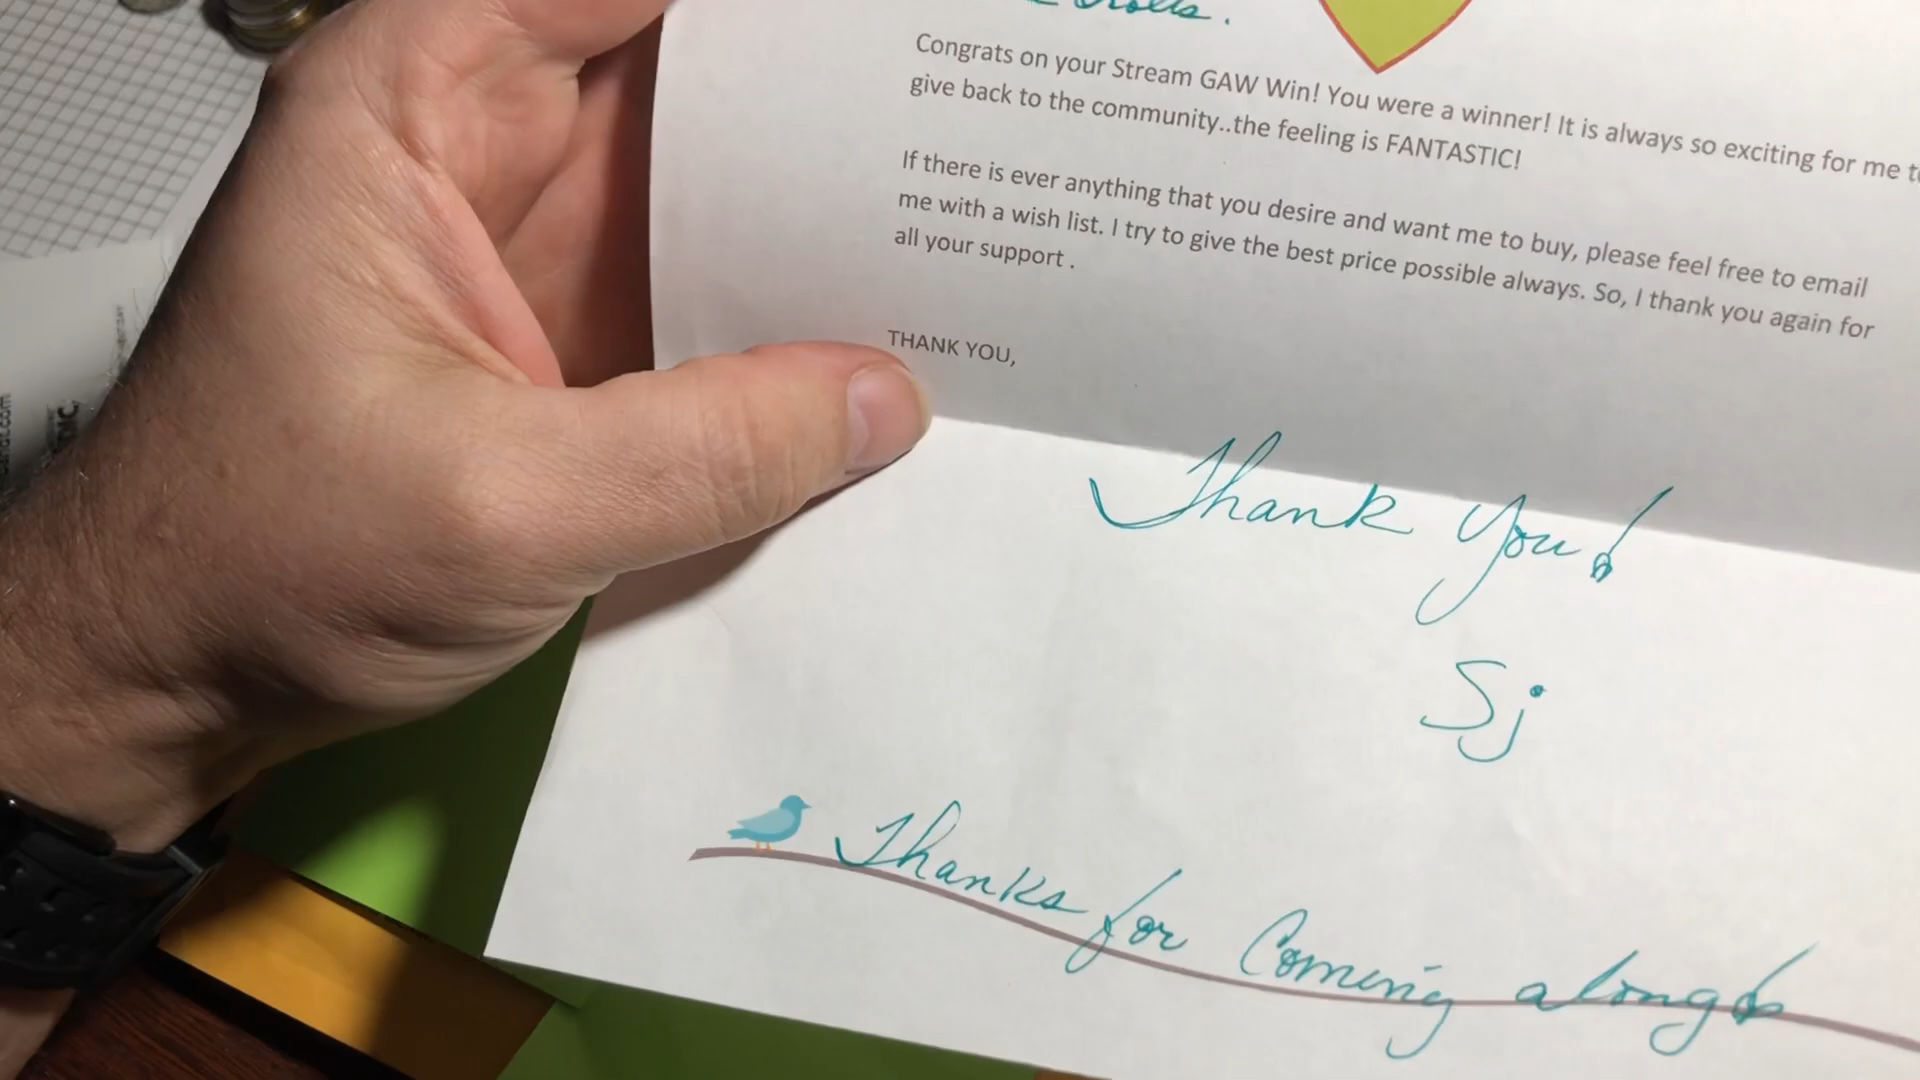 Congrats on your Stream GAW Win! You were a winner! It is always so exciting for me to
give back to the community..the feeling is FANTASTIC!
If there is ever anything that you desire and want me to buy, please feel free to email
me with a wish list. I try to give the best price possible always. So, I thank you again for
all your support .
THANK YOU,
Thank You!
Sj
Thanks for Coming along!